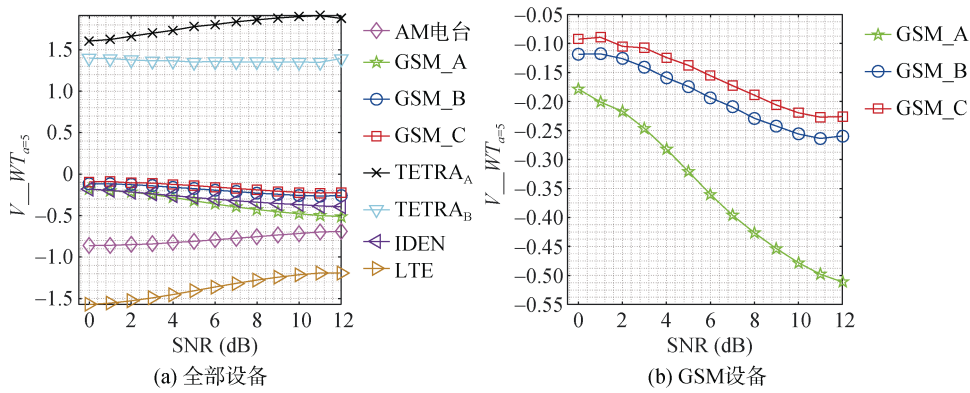 1.5
1.0
0.5
0
−0.5
−1.0
−1.5
V__WTa=5
0 2 4 6 8 10 12
SNR (dB)
AM电台
GSM_A
GSM_B
GSM_C
TETRAA
TETRAB
IDEN
LTE
(a) 全部设备
−0.05
−0.10
−0.15
−0.20
−0.25
−0.30
−0.35
−0.40
−0.45
−0.50
−0.55
V__WTa=5
0 2 4 6 8 10 12
SNR (dB)
GSM_A
GSM_B
GSM_C
(b) GSM设备